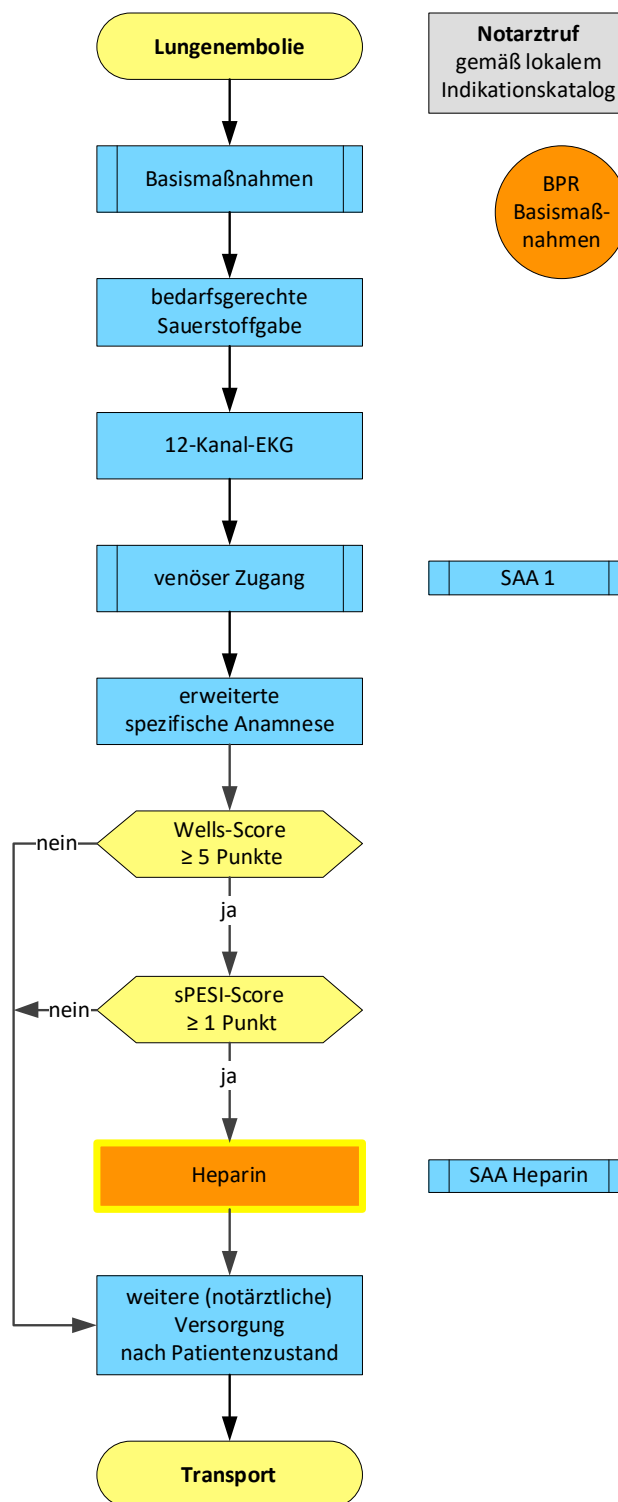 Lungenembolie
Notarztruf
gemäß lokalem
Indikationskatalog
Basismaßnahmen
BPR
Basismaß-
nahmen
bedarfsgerechte
Sauerstoffgabe
12-Kanal-EKG
venöser Zugang
SAA 1
erweiterte
spezifische Anamnese
Wells-Score
≥ 5 Punkte
nein
ja
sPESI-Score
≥ 1 Punkt
nein
ja
Heparin
SAA Heparin
weitere (notärztliche)
Versorgung
nach Patientenzustand
Transport